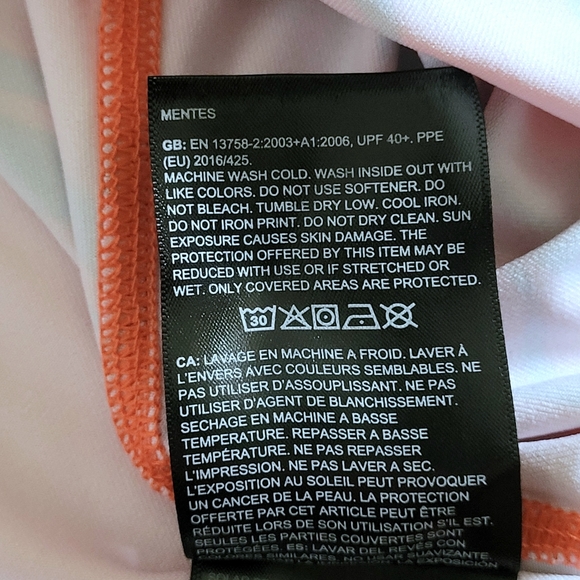 MENTES
GB: EN 13758-2:2003+A1:2006, UPF 40+. PPE
(EU) 2016/425.
MACHINE WASH COLD. WASH INSIDE OUT WITH
LIKE COLORS. DO NOT USE SOFTENER. DO
NOT BLEACH. TUMBLE DRY LOW. COOL IRON.
DO NOT IRON PRINT. DO NOT DRY CLEAN. SUN
EXPOSURE CAUSES SKIN DAMAGE. THE
PROTECTION OFFERED BY THIS ITEM MAY BE
REDUCED WITH USE OR IF STRETCHED OR
WET. ONLY COVERED AREAS ARE PROTECTED.
30
CA: LAVAGE EN MACHINE A FROID. LAVER À
L'ENVERS AVEC COULEURS SEMBLABLES. NE
PAS UTILISER D'ASSOUPLISSANT. NE PAS
UTILISER D'AGENT DE BLANCHISSEMENT.
SECHAGE EN MACHINE A BASSE
TEMPERATURE. REPASSER A BASSE
TEMPÉRATURE. NE PAS REPASSER
L'IMPRESSION. NE PAS LAVER A SEC.
L'EXPOSITION AU SOLEIL PEUT PROVOQUER
UN CANCER DE LA PEAU. LA PROTECTION
OFFERTE PAR CET ARTICLE PEUT ÊTRE
RÉDUITE LORS DE SON UTILISATION S'IL EST
SEULES LES PARTIES COUVERTES SONT
PROTÉGÉES. ES: LAVAR DEL REVÉS CON
COLORES SIMILARES. NO USAR SUAVIZANTE.